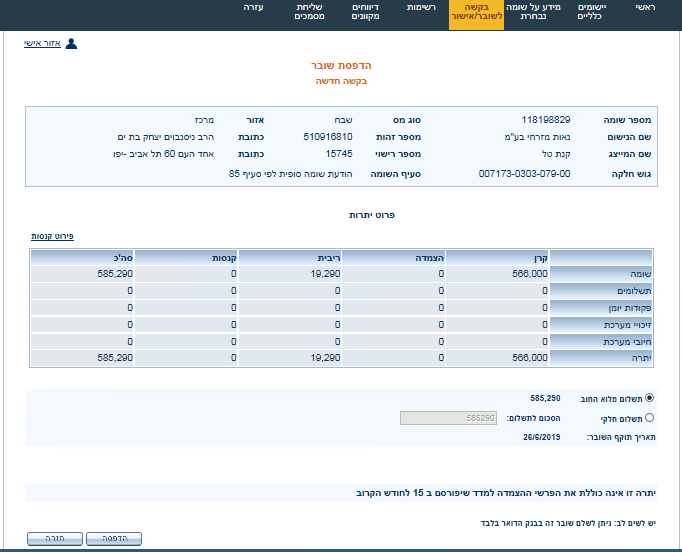 ראשי יישומים כלליים מידע על שומה נבחרת בקשה לשובר/אישור רשימות דיווחים מקוונים שליחת מסמכים עזרה
אזור אישי
הדפסת שובר
בקשה חדשה
מספר שומה 118198829 סוג מס שבח אזור מרכז
שם הנישום נאות מזרחי בע"מ מספר זהות 510916810 כתובת הרב ניסנבוים יצחק בת ים
שם המייצג קנת טל מספר רישוי 15745 כתובת אחד העם 60 תל אביב -יפו
גוש חלקה 007173-0303-079-00 סעיף השומה הודעת שומה סופית לפי סעיף 85
פרוט יתרות
פירוט קנסות
קרן הצמדה ריבית קנסות סה'כ
שומה 566,000 0 19,290 0 585,290
תשלומים 0 0 0 0 0
פקודות יומן 0 0 0 0 0
זיכויי מערכת 0 0 0 0 0
חיובי מערכת 0 0 0 0 0
יתרה 566,000 0 19,290 0 585,290
תשלום מלוא החוב 585,290
תשלום חלקי הסכום לתשלום: 585290
תאריך תוקף השובר: 26/6/2019
יתרה זו אינה כוללת את הפרשי ההצמדה למדד שיפורסם ב 15 לחודש הקרוב
יש לשים לב: ניתן לשלם שובר זה בבנק הדואר בלבד
הדפסה חזרה